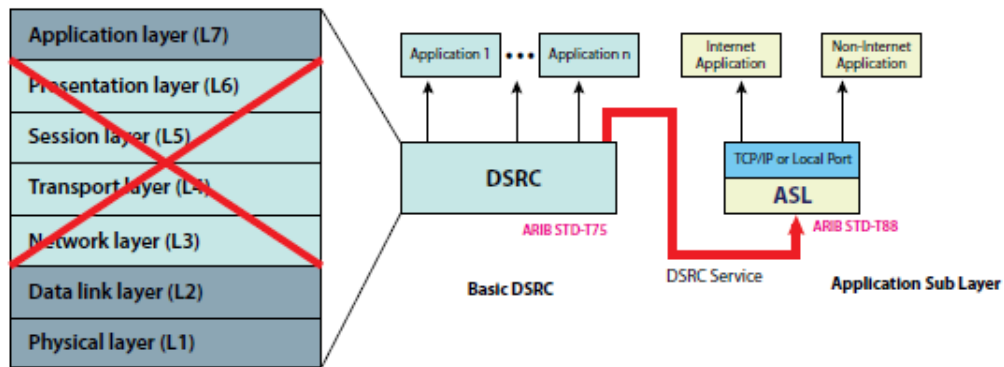 Application layer (L7)
Presentation layer (L6)
Session layer (L5)
Transport layer (L4)
Network layer (L3)
Data link layer (L2)
Physical layer (L1)
Application 1
•••
Application n
DSRC
ARIB STD-T75
Basic DSRC
Internet
Application
Non-Internet
Application
TCP/IP or Local Port
ASL
ARIB STD-T88
DSRC Service
Application Sub Layer